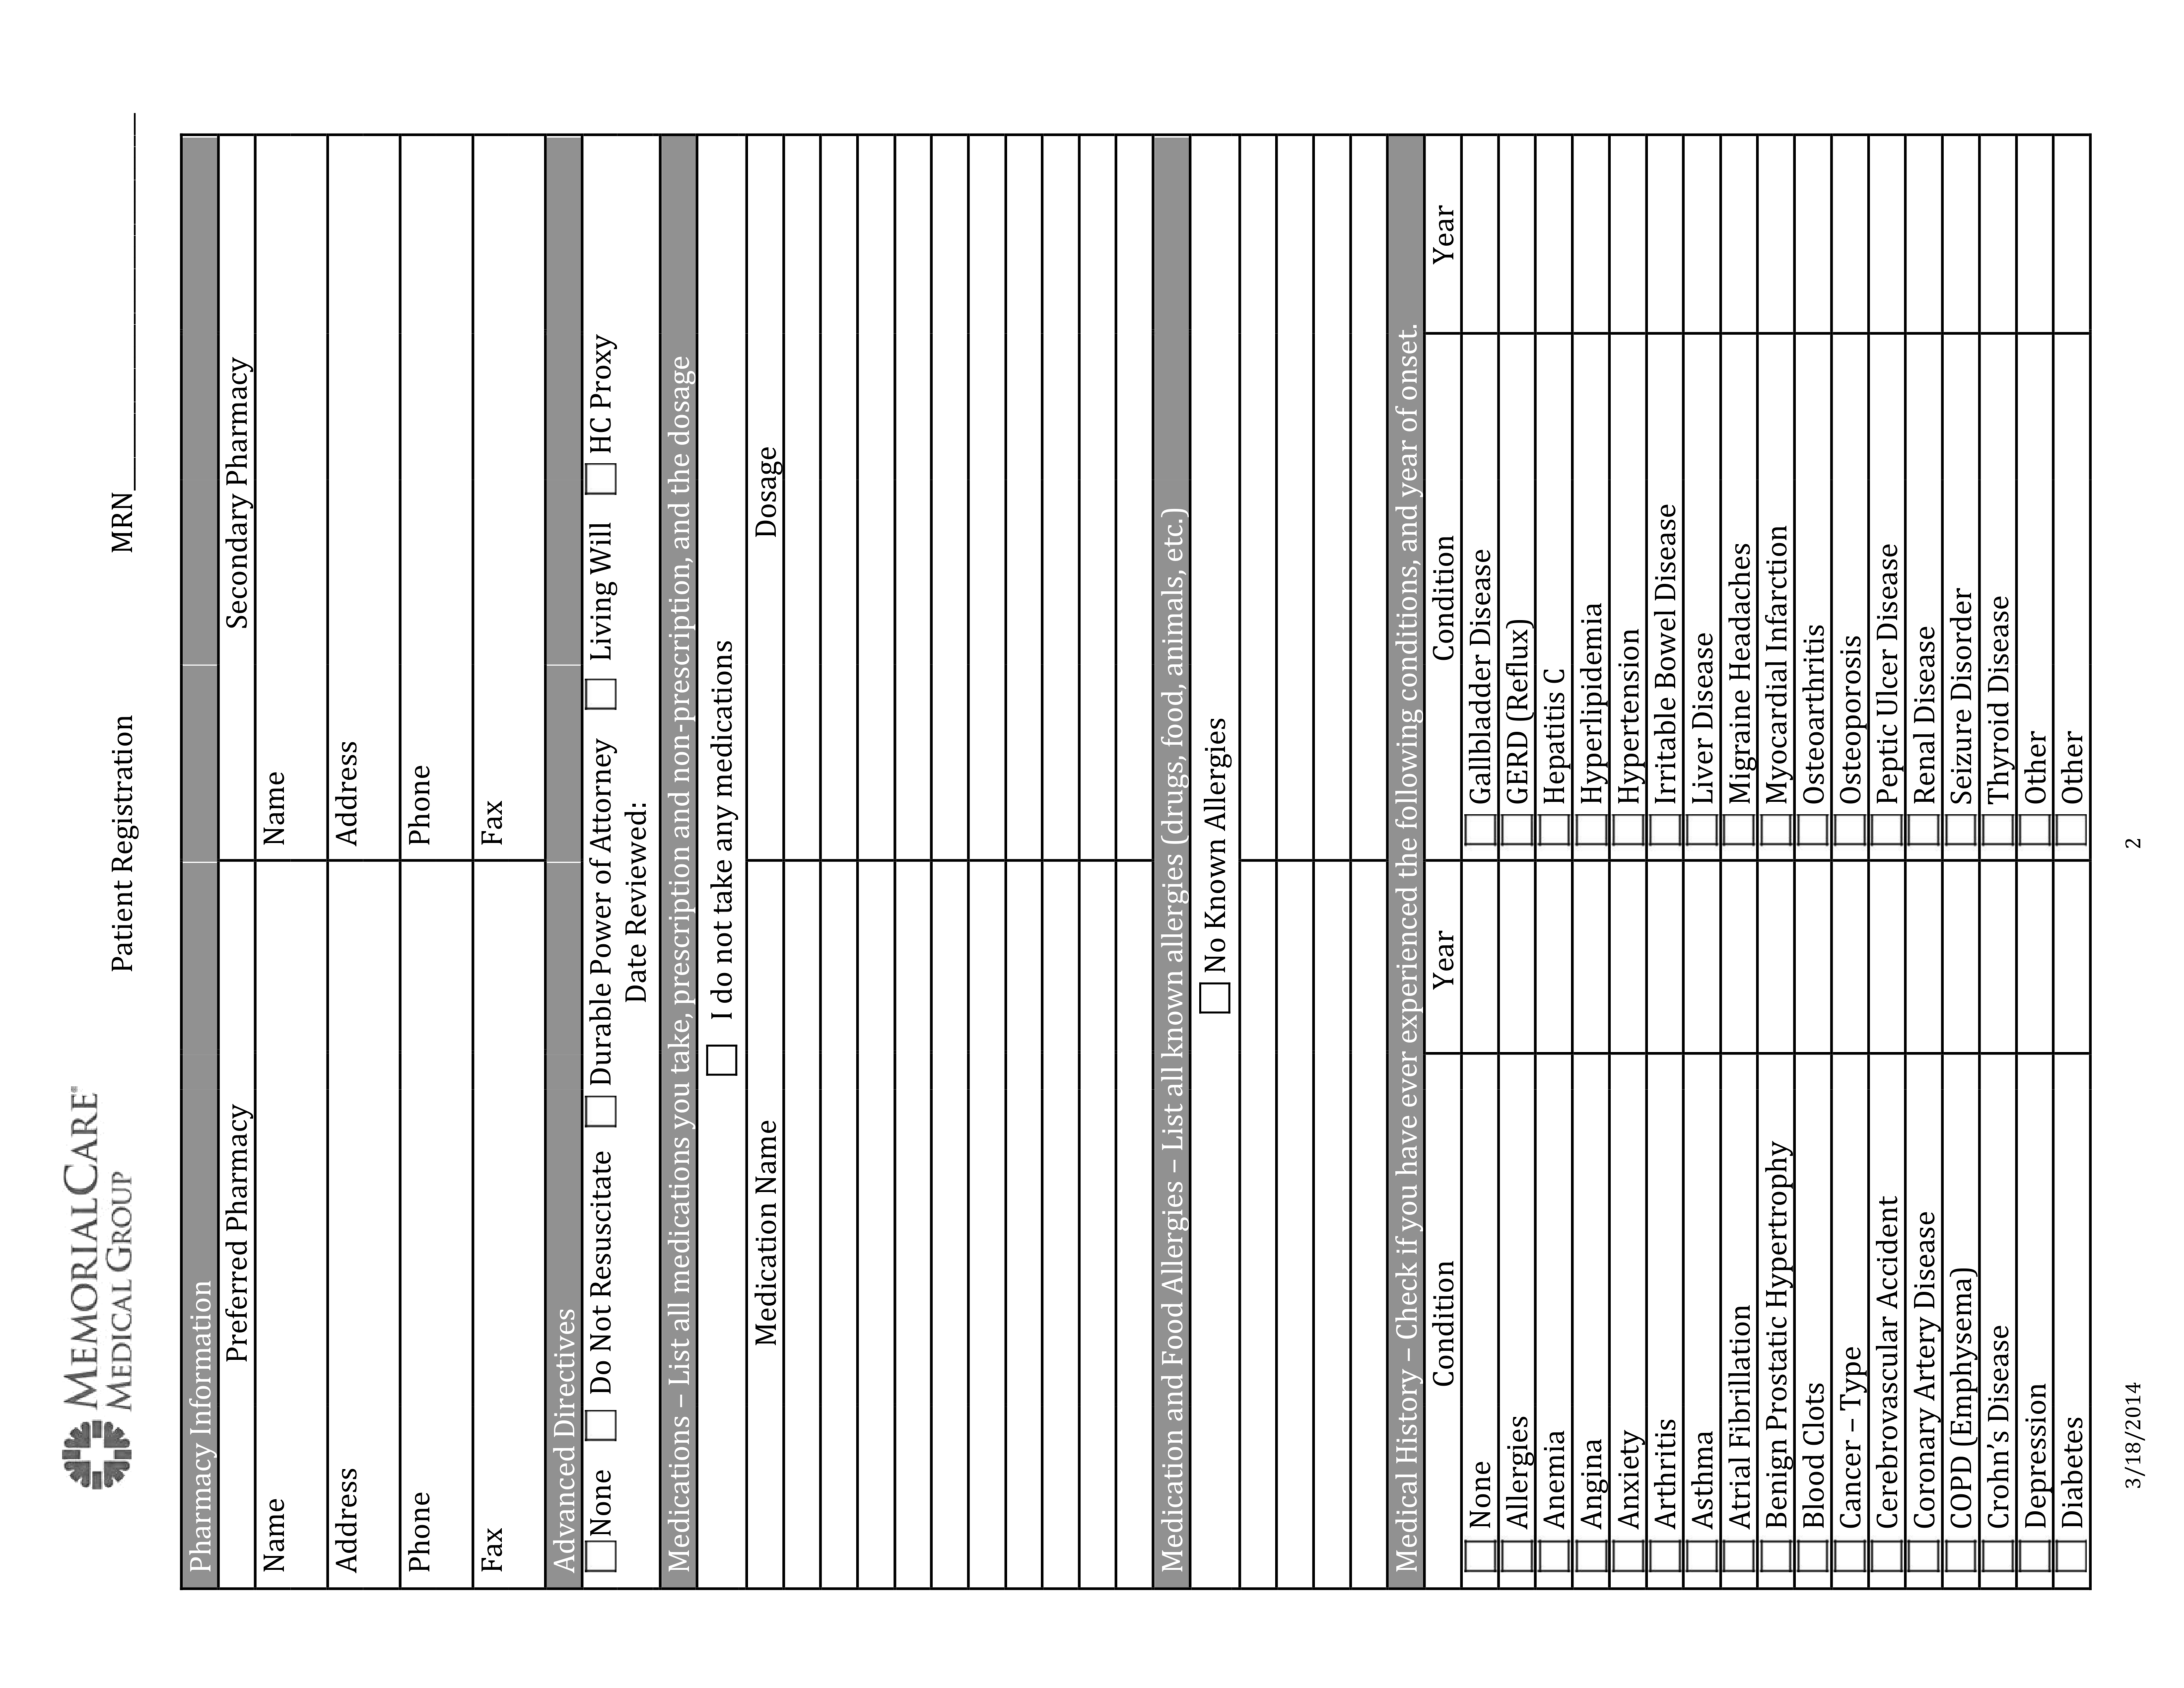 MEMORIALCARE®
MEDICAL GROUP
Patient Registration MRN____________________
Pharmacy Information
Preferred Pharmacy Secondary Pharmacy
Name Name
Address Address
Phone Phone
Fax Fax
Advanced Directives
None Do Not Resuscitate Durable Power of Attorney Living Will HC Proxy
Date Reviewed:
Medications – List all medications you take, prescription and non-prescription, and the dosage
I do not take any medications
Medication Name Dosage
Medication and Food Allergies – List all known allergies (drugs, food, animals, etc.)
No Known Allergies
Medical History – Check if you have ever experienced the following conditions, and year of onset.
Condition Year Condition Year
None Gallbladder Disease
Allergies GERD (Reflux)
Anemia Hepatitis C
Angina Hyperlipidemia
Anxiety Hypertension
Arthritis Irritable Bowel Disease
Asthma Liver Disease
Atrial Fibrillation Migraine Headaches
Benign Prostatic Hypertrophy Myocardial Infarction
Blood Clots Osteoarthritis
Cancer – Type Osteoporosis
Cerebrovascular Accident Peptic Ulcer Disease
Coronary Artery Disease Renal Disease
COPD (Emphysema) Seizure Disorder
Crohn’s Disease Thyroid Disease
Depression Other
Diabetes Other
3/18/2014 2